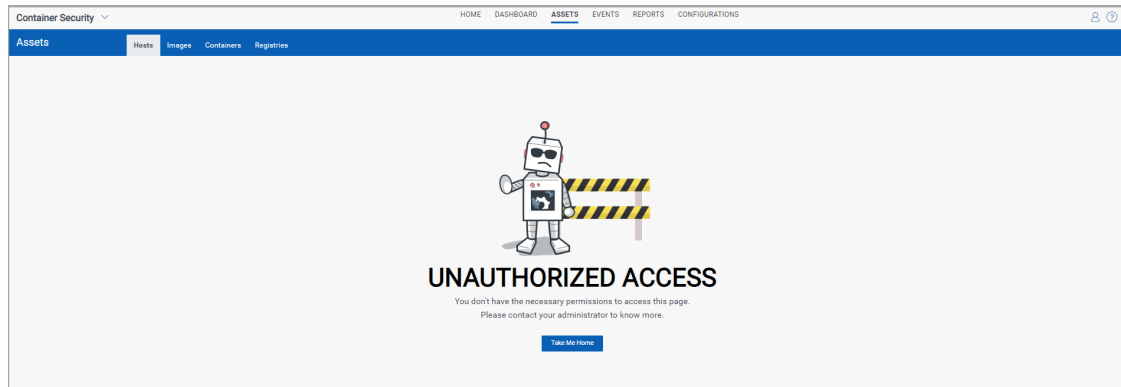 Container Security
HOME DASHBOARD ASSETS EVENTS REPORTS CONFIGURATIONS
Assets
Hosts Images Containers Registries
UNAUTHORIZED ACCESS
You don't have the necessary permissions to access this page.
Please contact your administrator to know more.
Take Me Home